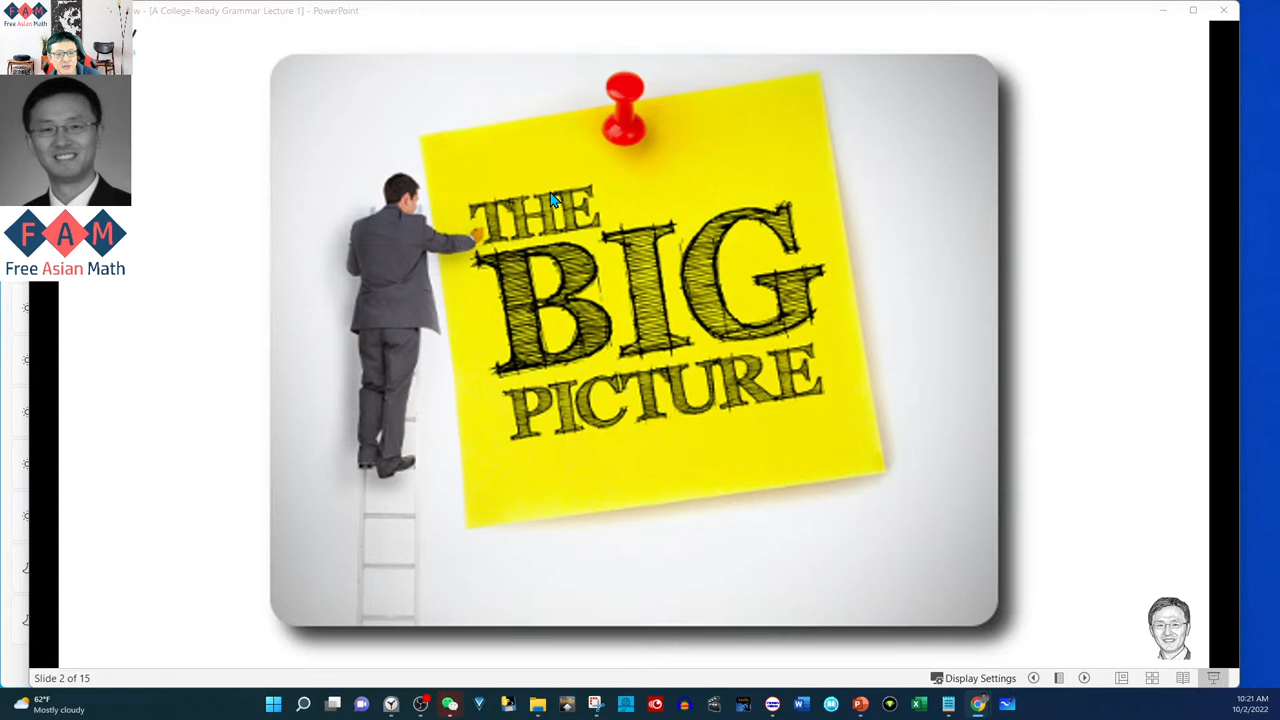 FAM
Free Asian Math
w - [A College-Ready Grammar Lecture 1] - PowerPoint
FAM
Free Asian Math
THE
BIG
PICTURE
Slide 2 of 15
Display Settings
62°F
Mostly cloudy
10:21 AM
10/2/2022